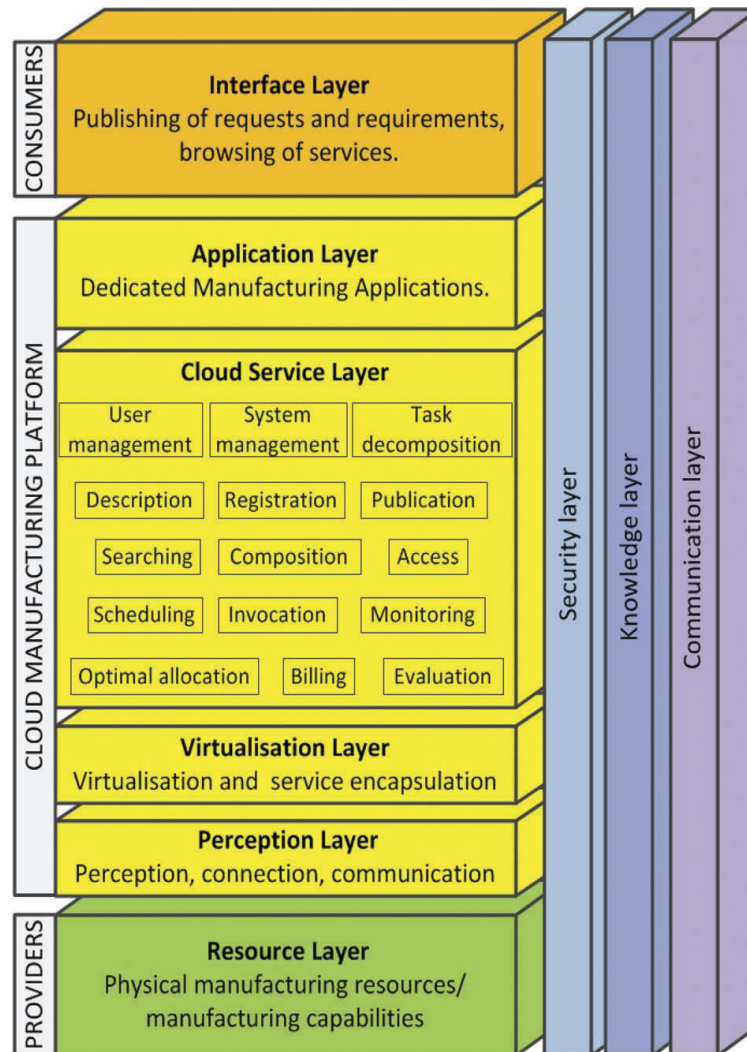 CONSUMERS
Interface Layer
Publishing of requests and requirements,
browsing of services.
CLOUD MANUFACTURING PLATFORM
Application Layer
Dedicated Manufacturing Applications.
Cloud Service Layer
User
management
System
management
Task
decomposition
Description
Registration
Publication
Searching
Composition
Access
Scheduling
Invocation
Monitoring
Optimal allocation
Billing
Evaluation
Virtualisation Layer
Virtualisation and service encapsulation
Perception Layer
Perception, connection, communication
PROVIDERS
Resource Layer
Physical manufacturing resources/
manufacturing capabilities
Security layer
Knowledge layer
Communication layer